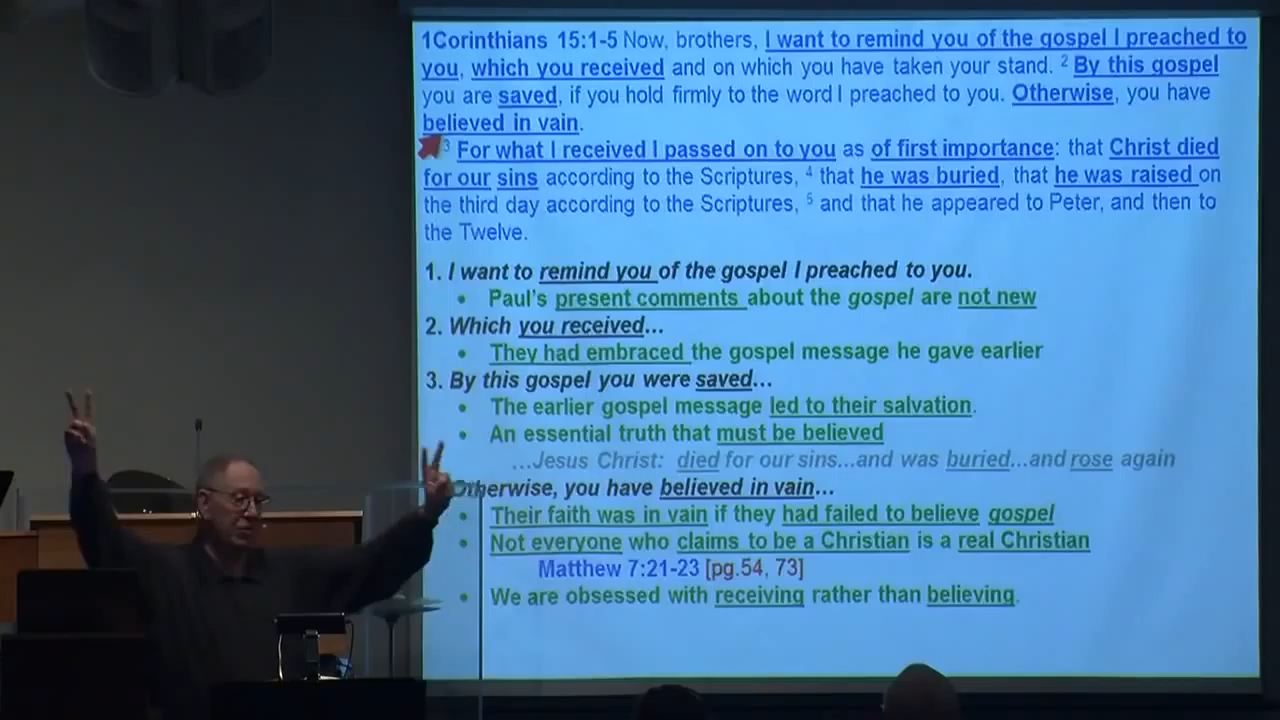 1Corinthians 15:1-5 Now, brothers, I want to remind you of the gospel I preached to
you, which you received and on which you have taken your stand. 2 By this gospel
you are saved, if you hold firmly to the word I preached to you. Otherwise, you have
believed in vain.
3 For what I received I passed on to you as of first importance: that Christ died
for our sins according to the Scriptures, 4 that he was buried, that he was raised on
the third day according to the Scriptures, 5 and that he appeared to Peter, and then to
the Twelve.
1. I want to remind you of the gospel I preached to you.
• Paul's present comments about the gospel are not new
2. Which you received...
• They had embraced the gospel message he gave earlier
3. By this gospel you were saved...
• The earlier gospel message led to their salvation.
• An essential truth that must be believed
...Jesus Christ: died for our sins...and was buried...and rose again
Otherwise, you have believed in vain...
• Their faith was in vain if they had failed to believe gospel
• Not everyone who claims to be a Christian is a real Christian
Matthew 7:21-23 [pg.54, 73]
• We are obsessed with receiving rather than believing.